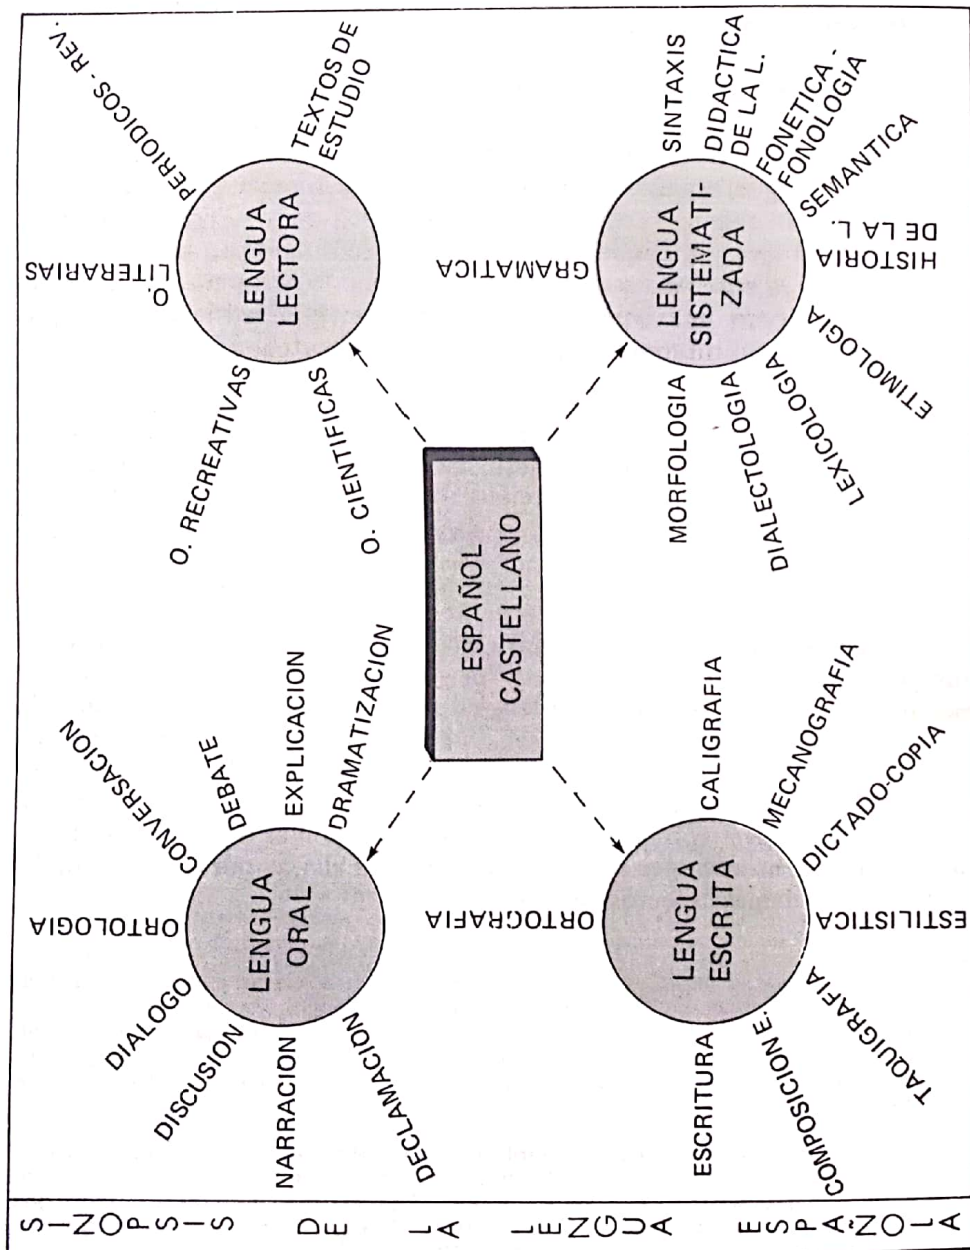 SINOPSIS DE LA LENGUA ESPAÑOLA
LENGUA
ORAL
DECLAMACION
NARRACION
DISCUSION
DIALOGO
ORTOLOGIA
CONVERSACION
DEBATE
EXPLICACION
DRAMATIZACION
LENGUA
LECTORA
O. CIENTIFICAS
O. RECREATIVAS
O.
LITERARIAS
PERIODICOS - REV.
TEXTOS DE
ESTUDIO
ESPAÑOL
CASTELLANO
LENGUA
ESCRITA
ORTOGRAFIA
CALIGRAFIA
MECANOGRAFIA
DICTADO-COPIA
ESTILISTICA
TAQUIGRAFIA
COMPOSICION E.
ESCRITURA
LENGUA
SISTEMATI-
ZADA
GRAMATICA
SINTAXIS
DIDACTICA
DE LA L.
FONETICA -
FONOLOGIA
SEMANTICA
HISTORIA
DE LA L.
ETIMOLOGIA
LEXICOLOGIA
DIALECTOLOGIA
MORFOLOGIA